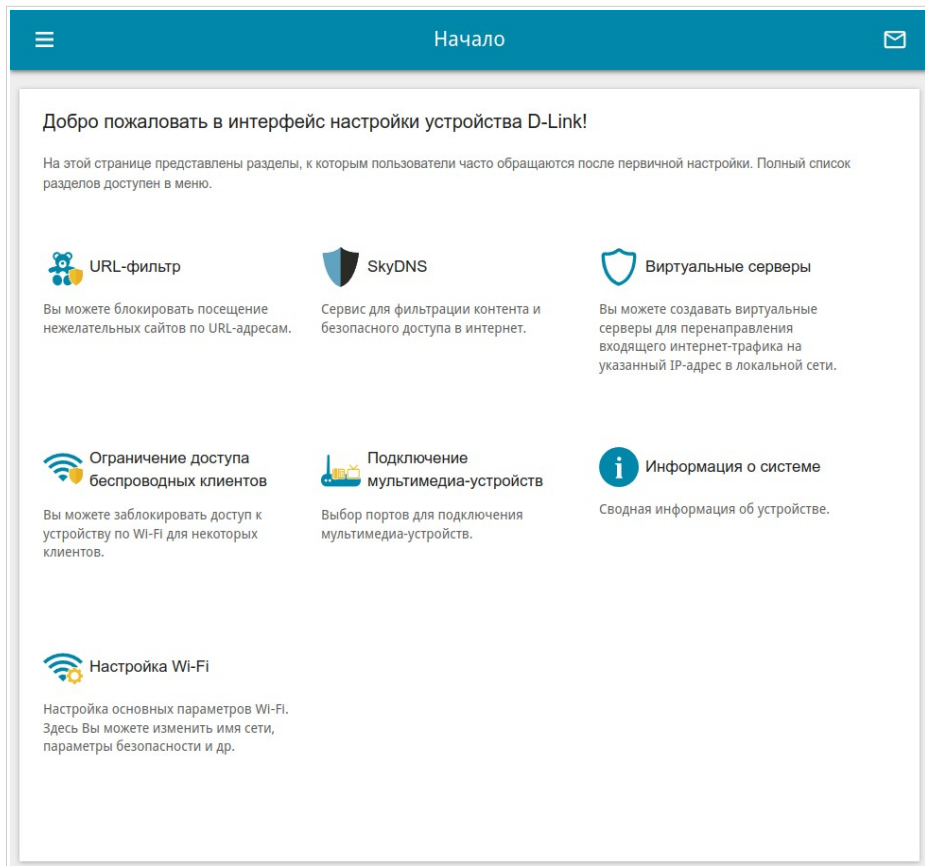 Начало
Добро пожаловать в интерфейс настройки устройства D-Link!
На этой странице представлены разделы, к которым пользователи часто обращаются после первичной настройки. Полный список
разделов доступен в меню.
URL-фильтр
Вы можете блокировать посещение
нежелательных сайтов по URL-адресам.
SkyDNS
Сервис для фильтрации контента и
безопасного доступа в интернет.
Виртуальные серверы
Вы можете создавать виртуальные
серверы для перенаправления
входящего интернет-трафика на
указанный IP-адрес в локальной сети.
Ограничение доступа
беспроводных клиентов
Вы можете заблокировать доступ к
устройству по Wi-Fi для некоторых
клиентов.
Подключение
мультимедиа-устройств
Выбор портов для подключения
мультимедиа-устройств.
Информация о системе
Сводная информация об устройстве.
Настройка Wi-Fi
Настройка основных параметров Wi-Fi.
Здесь Вы можете изменить имя сети,
параметры безопасности и др.